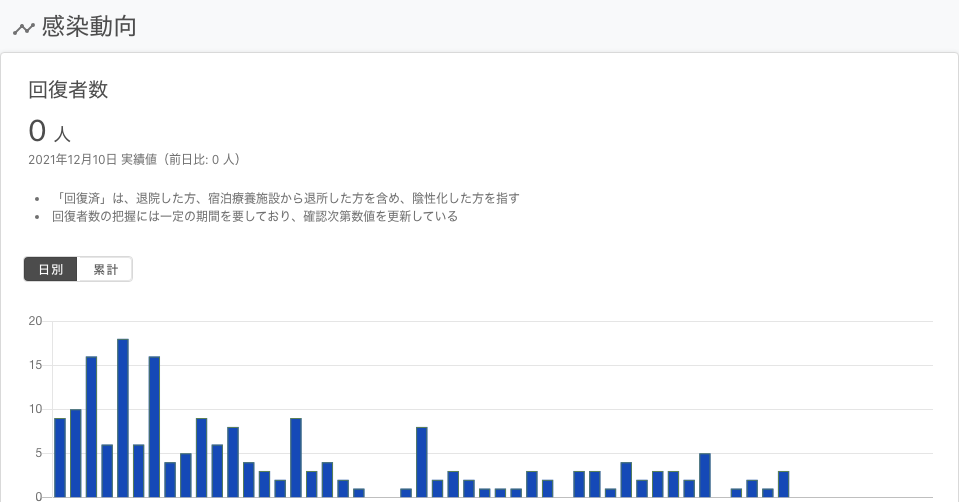 感染動向
回復者数
0 人
2021年12月10日 実績値（前日比: 0 人）
「回復済」は、退院した方、宿泊療養施設から退所した方を含め、陰性化した方を指す
回復者数の把握には一定の期間を要しており、確認次第数値を更新している
日別 累計
20
15
10
5
0